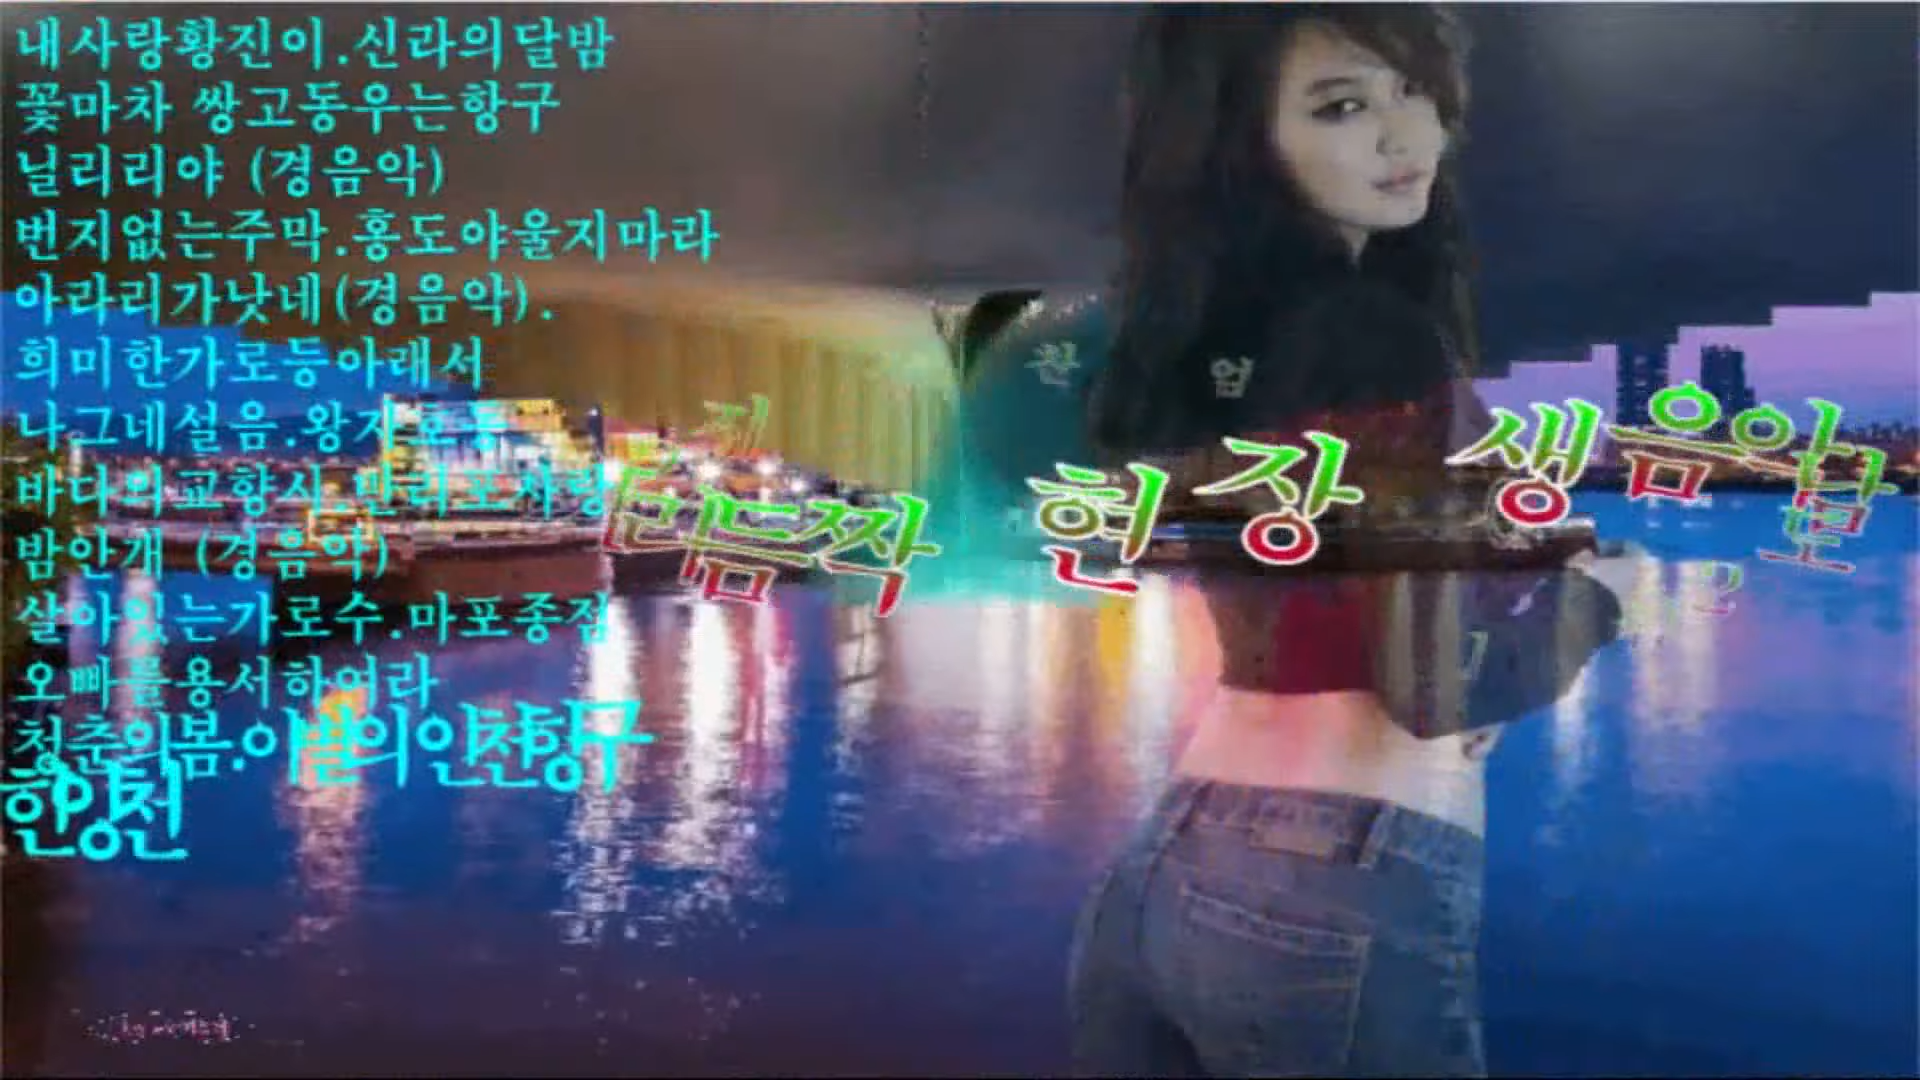 내사랑황진이.신라의달밤
꽃마차 쌍고동우는항구
닐리리야 (경음악)
번지없는주막.홍도야울지마라
아라리가낫네(경음악).
희미한가로등아래서
나그네설음.왕자호동
바다의교향시.만리포사랑
밤안개 (경음악)
살아있는가로수.마포종점
오빠를용서하여라
청춘의봄.이별의인천항구
한양천
리듬짝 현장 생음악